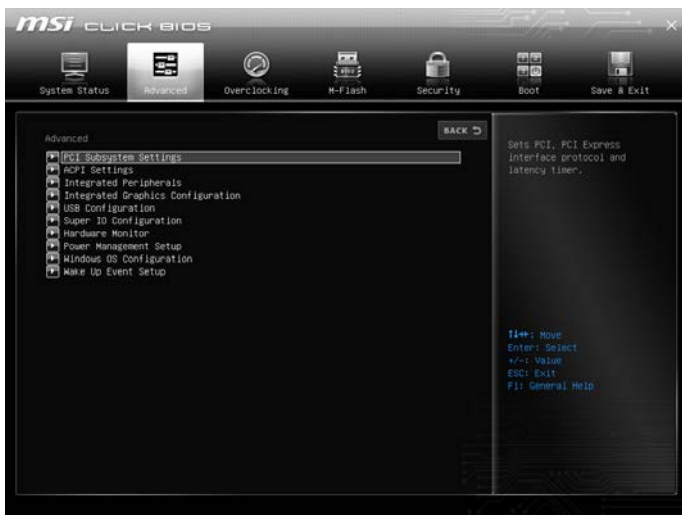 msi CLICK BIOS
System Status
Advanced
Overclocking
M-Flash
Security
Boot
Save & Exit
Advanced
BACK
PCI Subsystem Settings
ACPI Settings
Integrated Peripherals
Integrated Graphics Configuration
USB Configuration
Super IO Configuration
Hardware Monitor
Power Management Setup
Windows OS Configuration
Wake Up Event Setup
Sets PCI, PCI Express
interface protocol and
latency timer.
↑↓←→: Move
Enter: Select
+/-: Value
ESC: Exit
F1: General Help